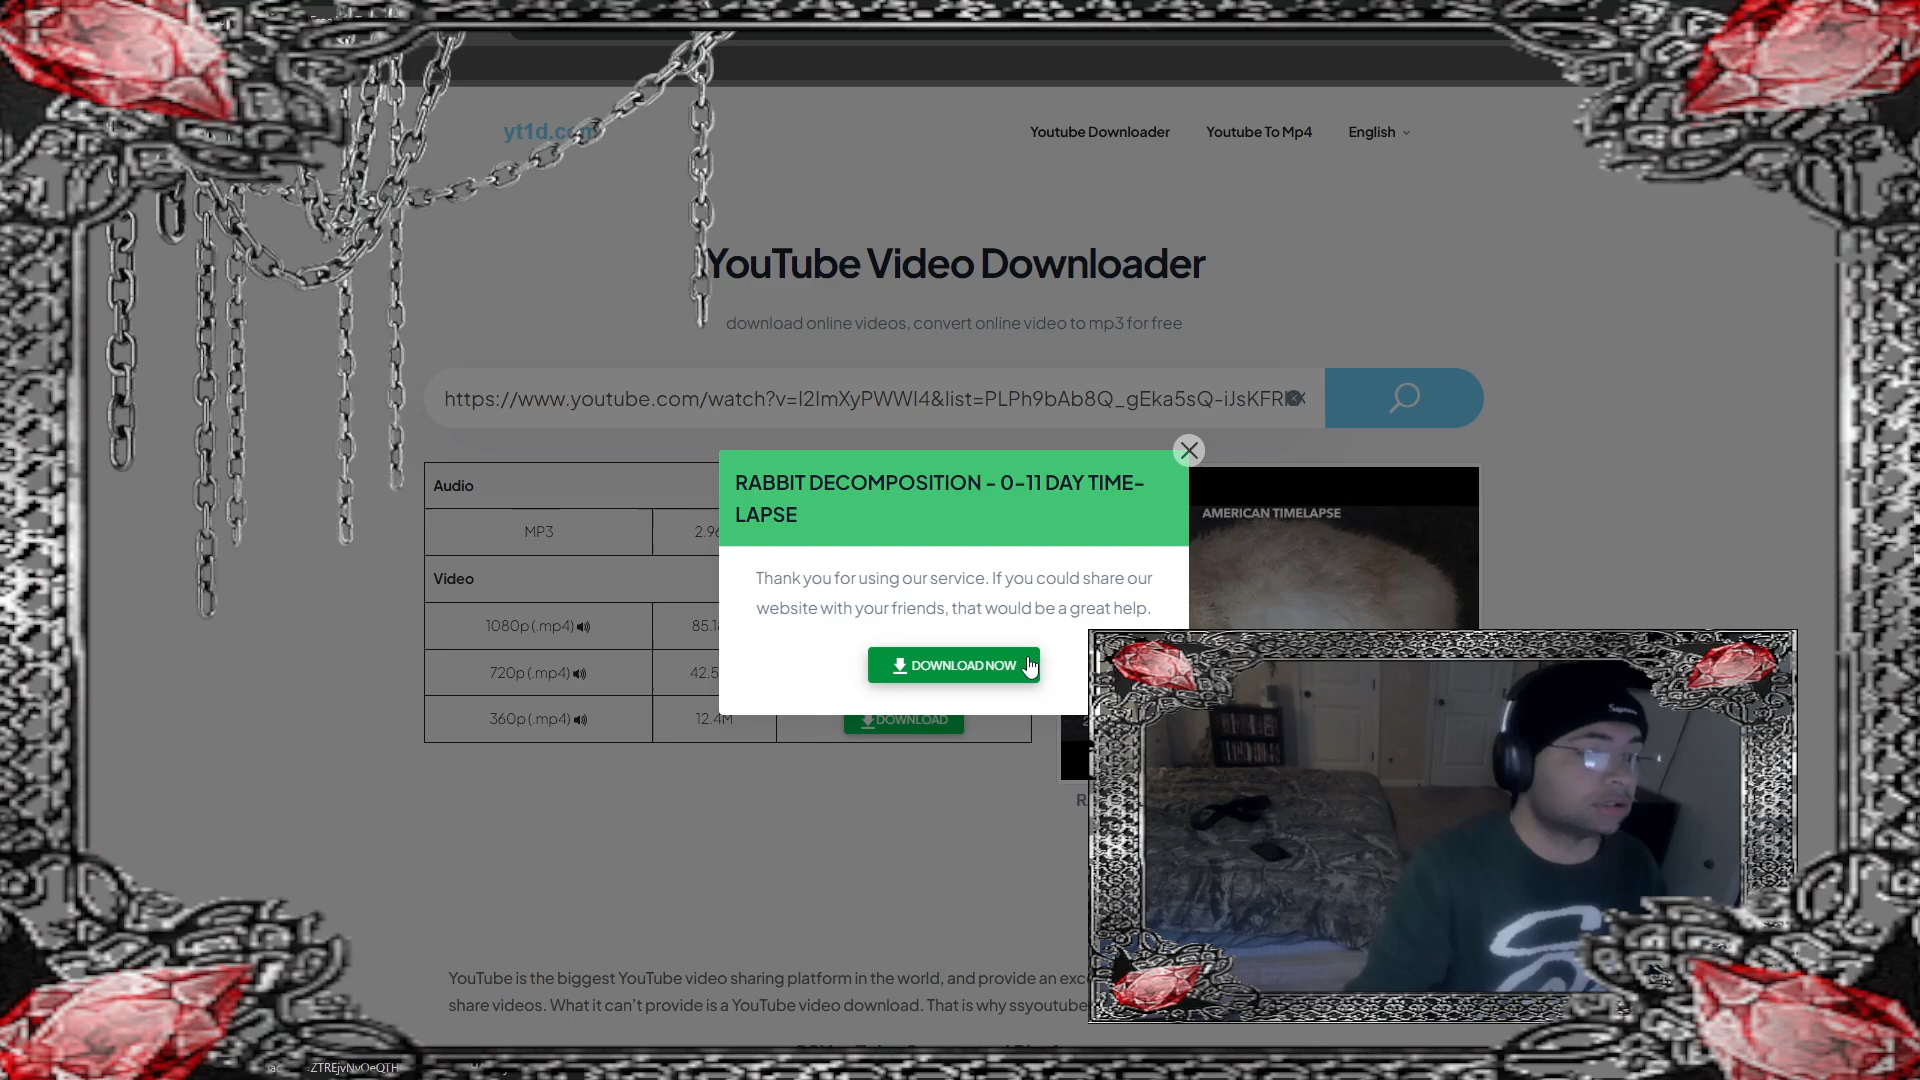 yt1d.com
Youtube Downloader
Youtube To Mp4
English
YouTube Video Downloader
download online videos, convert online video to mp3 for free
https://www.youtube.com/watch?v=I2ImXyPWWI4&list=PLPh9bAb8Q_gEka5sQ-iJsKFR
Audio
MP3
Video
1080p (.mp4)
85.1
720p (.mp4)
42.5
360p (.mp4)
12.4M
DOWNLOAD
RABBIT DECOMPOSITION - 0-11 DAY TIME-
LAPSE
Thank you for using our service. If you could share our
website with your friends, that would be a great help.
DOWNLOAD NOW
AMERICAN TIMELAPSE
Supreme
YouTube is the biggest YouTube video sharing platform in the world, and provide an
share videos. What it can't provide is a YouTube video download. That is why ssyoutube